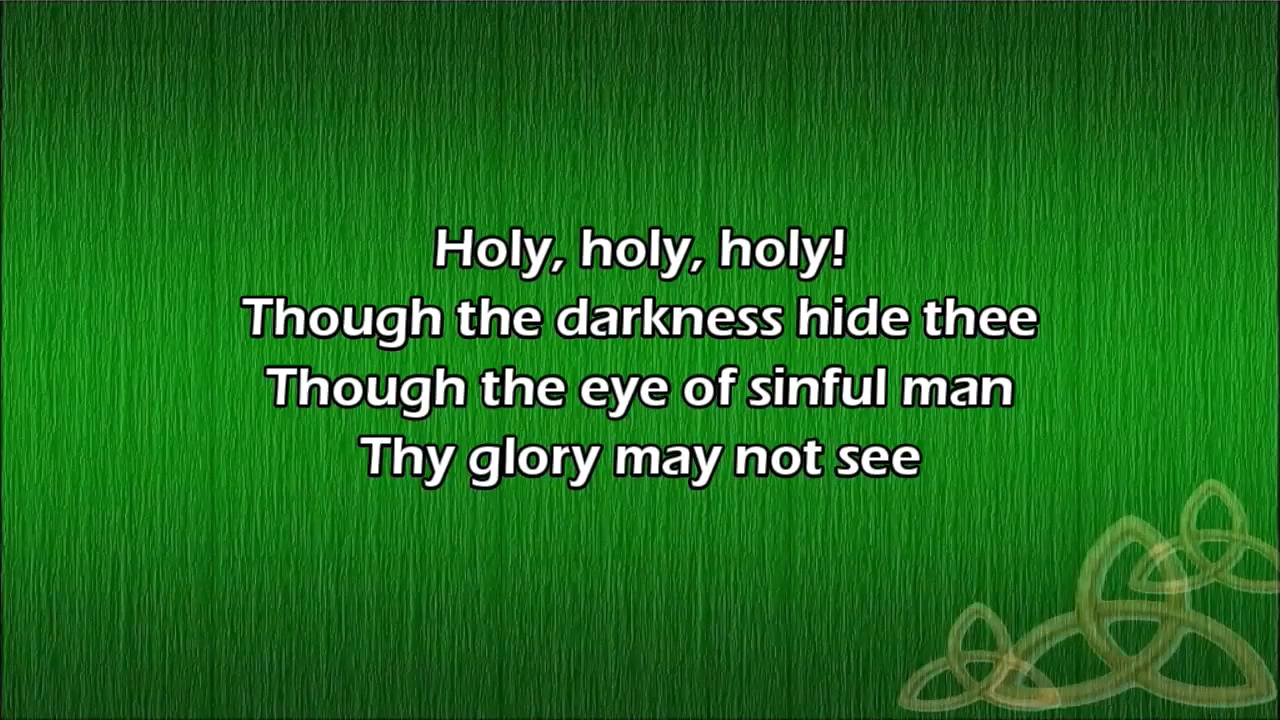 Holy, holy, holy!
Though the darkness hide thee
Though the eye of sinful man
Thy glory may not see